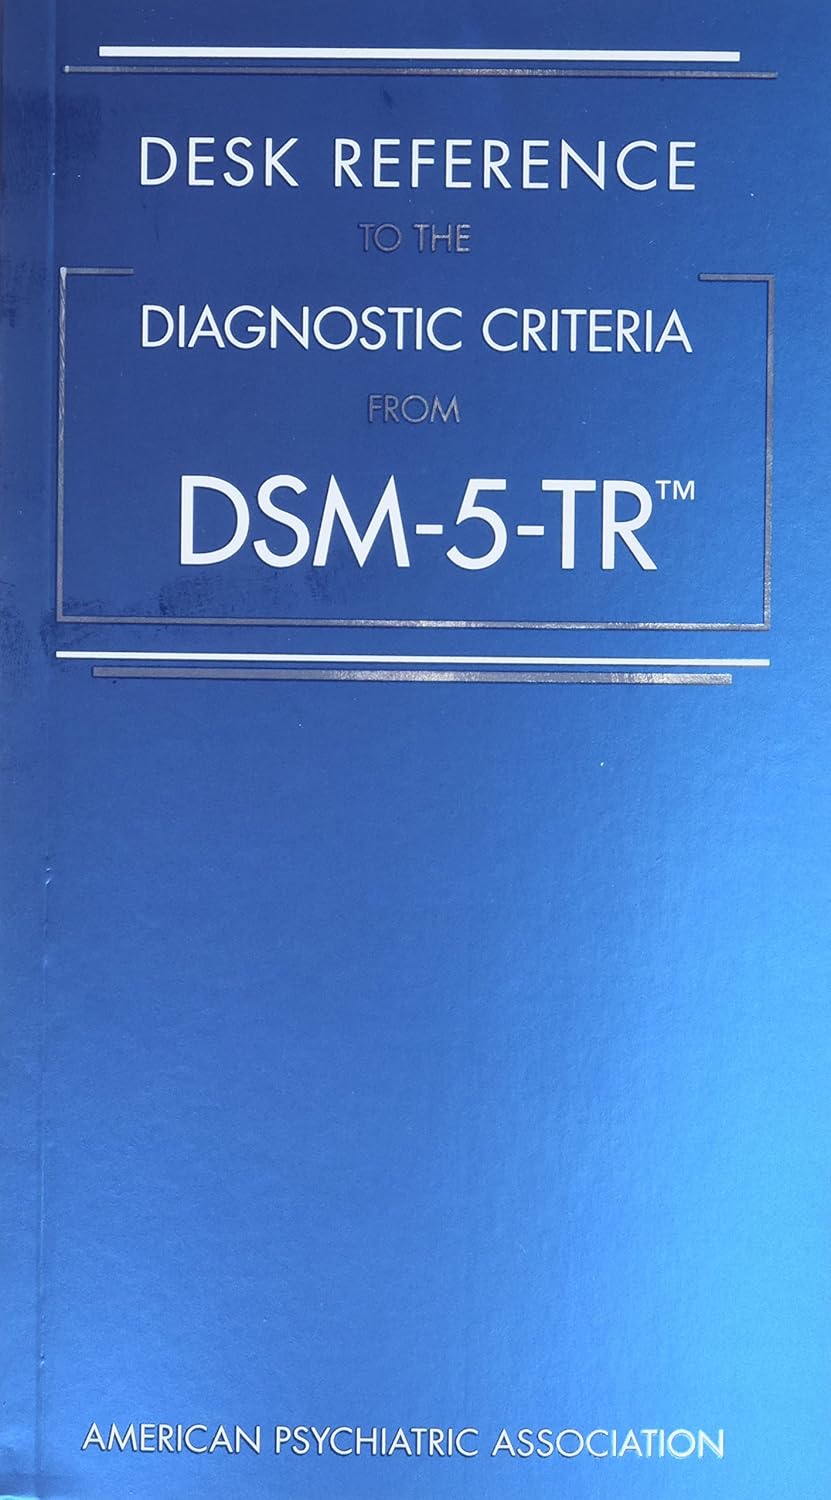 DESK REFERENCE
TO THE
DIAGNOSTIC CRITERIA
FROM
DSM-5-TR™
AMERICAN PSYCHIATRIC ASSOCIATION